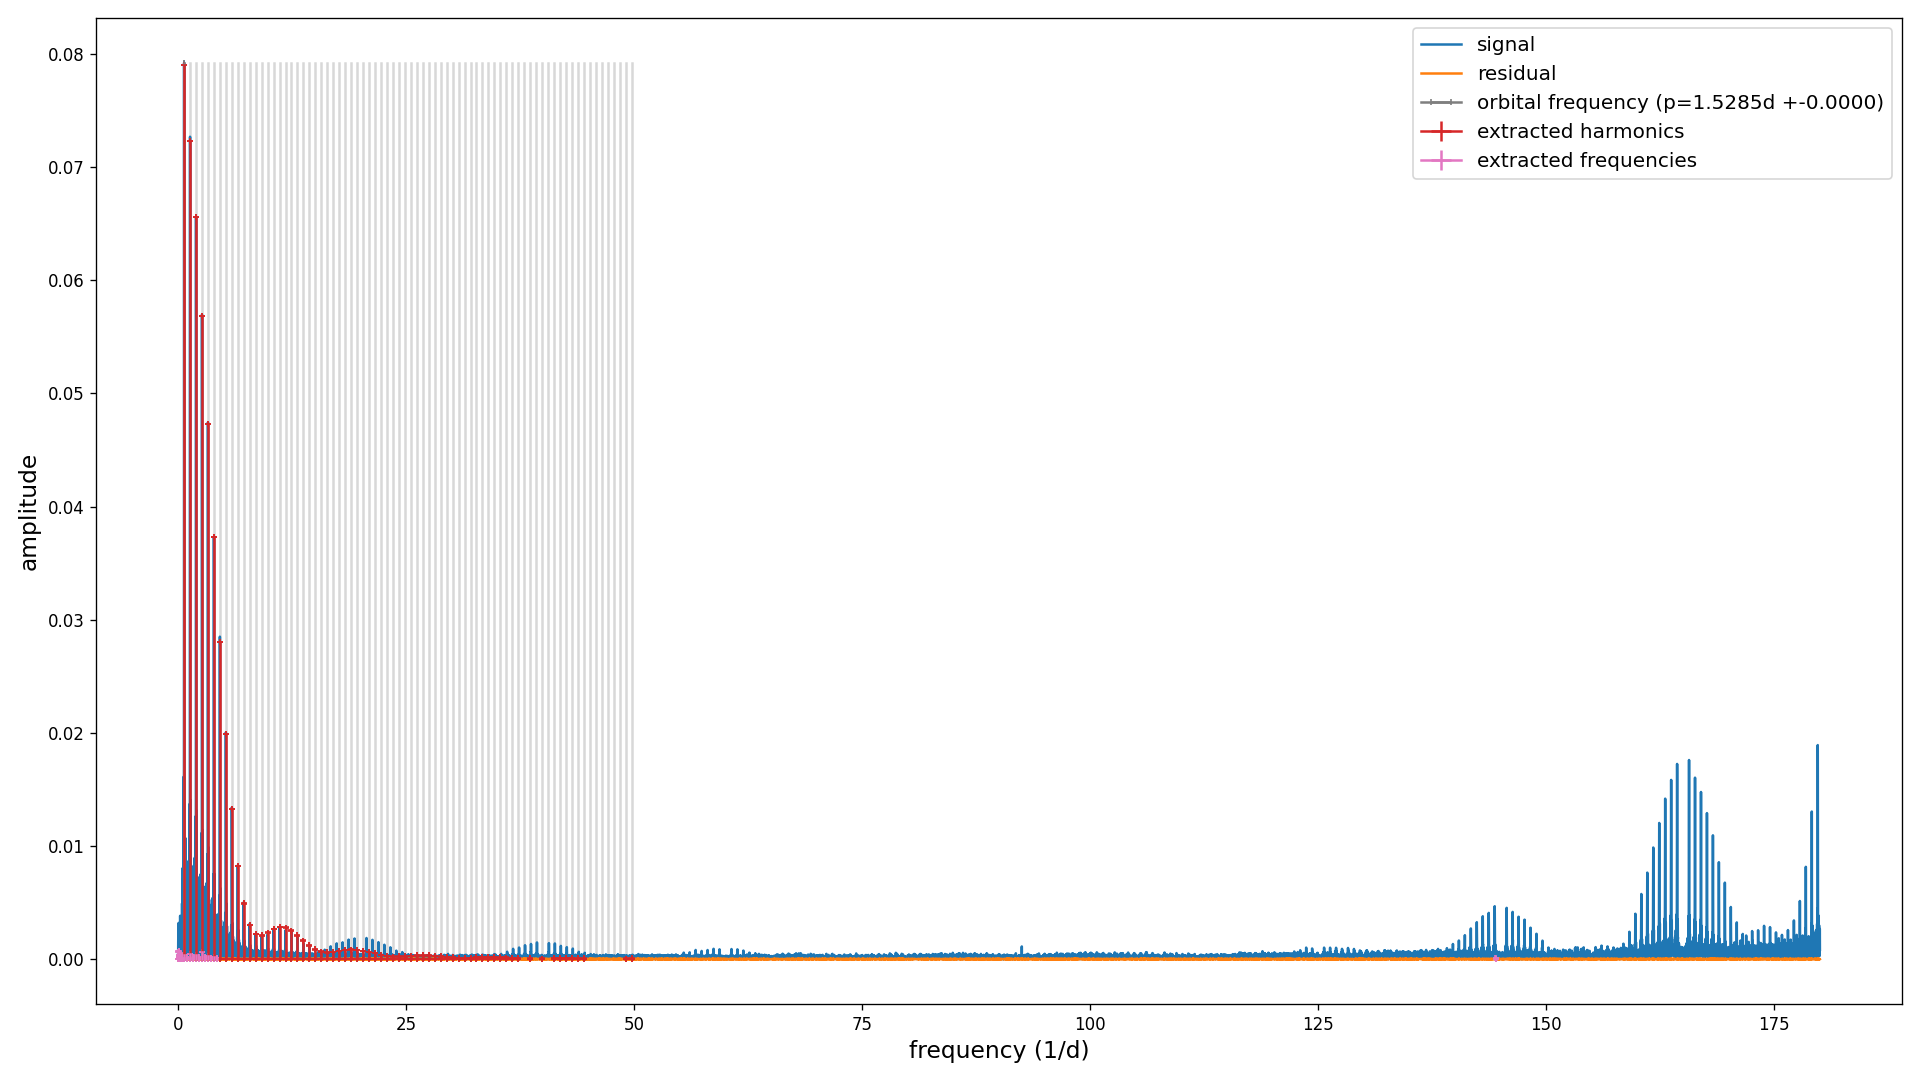 signal
residual
orbital frequency (p=1.5285d +-0.0000)
extracted harmonics
extracted frequencies
0.08
0.07
0.06
0.05
0.04
0.03
0.02
0.01
0.00
amplitude
0 25 50 75 100 125 150 175
frequency (1/d)